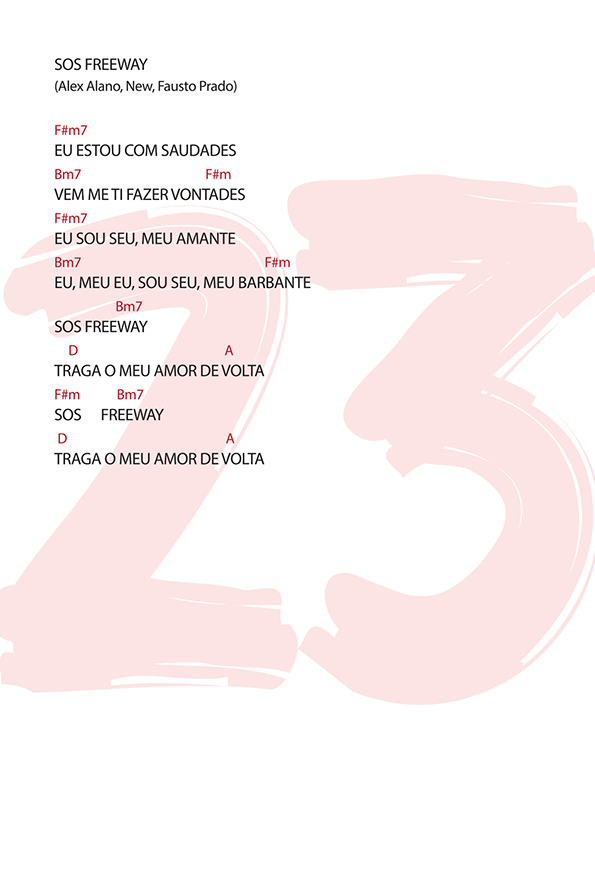 SOS FREEWAY
(Alex Alano, New, Fausto Prado)
F#m7
EU ESTOU COM SAUDADES
Bm7 F#m
VEM ME TI FAZER VONTADES
F#m7
EU SOU SEU, MEU AMANTE
Bm7 F#m
EU, MEU EU, SOU SEU, MEU BARBANTE
Bm7
SOS FREEWAY
D A
TRAGA O MEU AMOR DE VOLTA
F#m Bm7
SOS FREEWAY
D A
TRAGA O MEU AMOR DE VOLTA
23